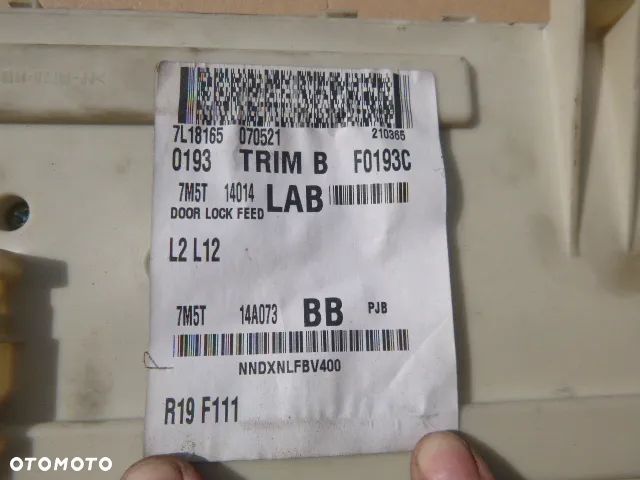 7L18165 070521 210365
0193 TRIM B F0193C
7M5T 14014 LAB
DOOR LOCK FEED
L2 L12
7M5T 14A073 BB PJB
NNDXNLFBV400
R19 F111
OTOMOTO